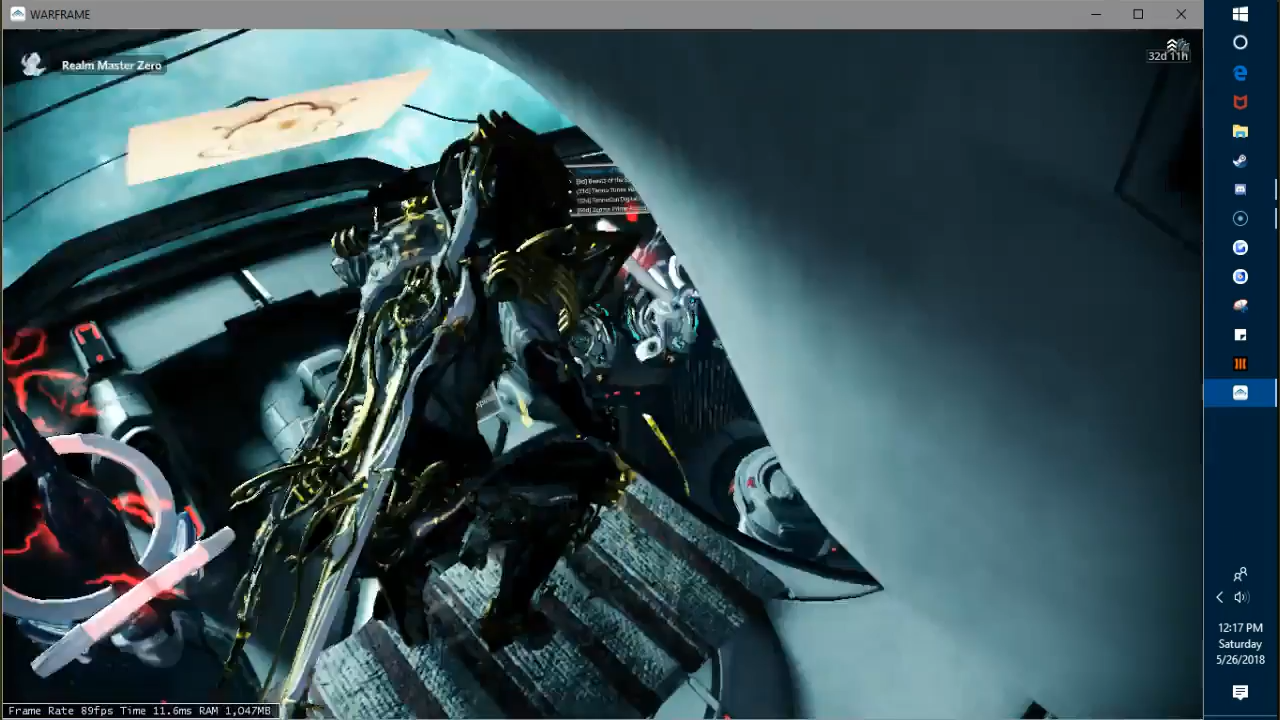 WARFRAME
Realm Master Zero
32d 11h
12:17 PM
Saturday
5/26/2018
Frame Rate 89fps Time 11.6ms RAM 1,047MB